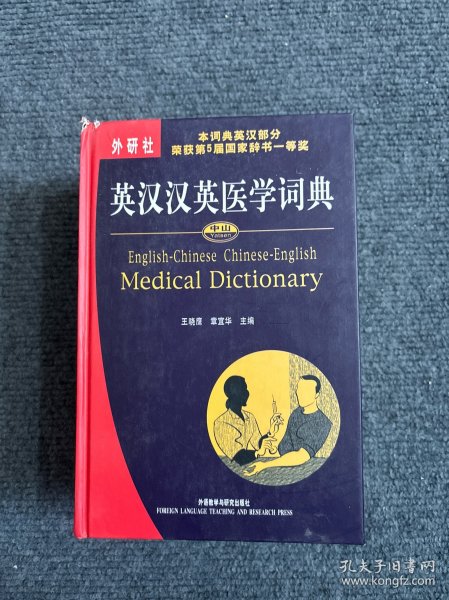 外研社
本词典英汉部分
荣获第5届国家辞书一等奖
英汉汉英医学词典
中山
Yatsen
English-Chinese Chinese-English
Medical Dictionary
王晓鹰 章宜华 主编
外语教学与研究出版社
FOREIGN LANGUAGE TEACHING AND RESEARCH PRESS
孔夫子旧书网
www.kongfz.com